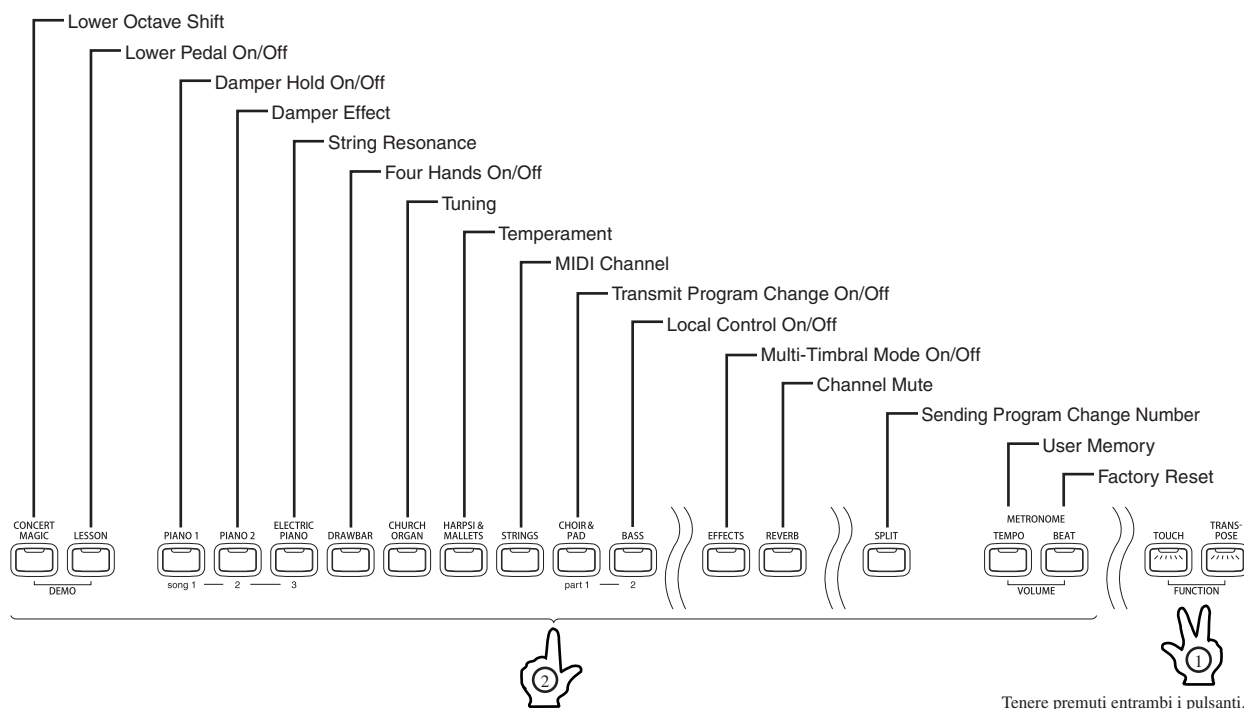 Lower Octave Shift
Lower Pedal On/Off
Damper Hold On/Off
Damper Effect
String Resonance
Four Hands On/Off
Tuning
Temperament
MIDI Channel
Transmit Program Change On/Off
Local Control On/Off
Multi-Timbral Mode On/Off
Channel Mute
Sending Program Change Number
User Memory
Factory Reset
CONCERT
MAGIC
LESSON
PIANO 1
PIANO 2
ELECTRIC
PIANO
DRAWBAR
CHURCH
ORGAN
HARPSI &
MALLETS
STRINGS
CHOIR &
PAD
BASS
EFFECTS
REVERB
SPLIT
METRONOME
TEMPO
BEAT
TOUCH
TRANS-
POSE
DEMO
song 1
2
3
part 1
2
VOLUME
FUNCTION
2
1
Tenere premuti entrambi i pulsanti.